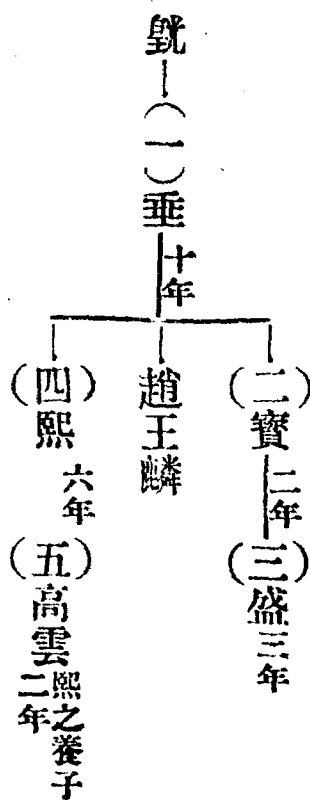 皝
（一）垂
十年
（二）寶
二年
（三）盛
三年
趙王麟
（四）熙
六年
（五）高雲
熙之養子
二年